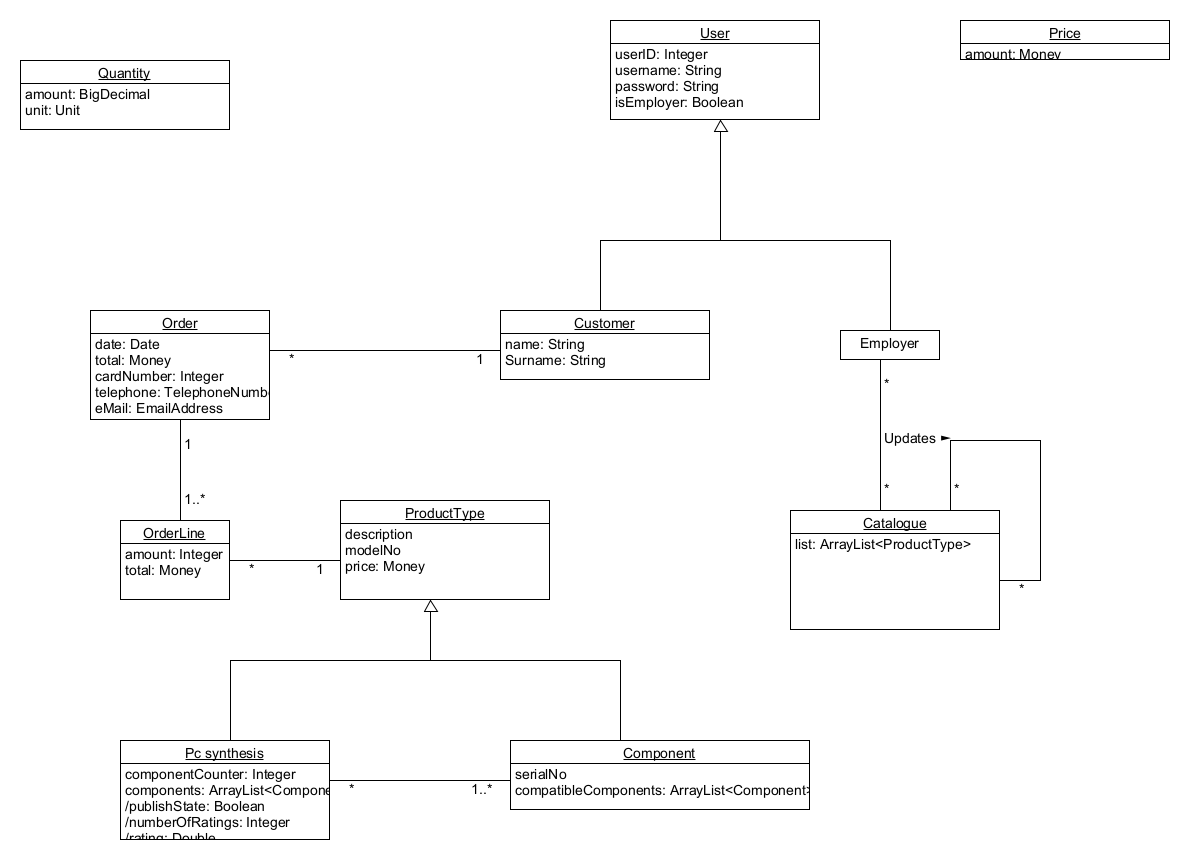 User
userID: Integer
username: String
password: String
isEmployer: Boolean
Price
amount: Money
Quantity
amount: BigDecimal
unit: Unit
Order
date: Date
total: Money
cardNumber: Integer
telephone: TelephoneNumb
eMail: EmailAddress
*
1
Customer
name: String
Surname: String
Employer
*
Updates ►
*
*
*
1
1..*
OrderLine
amount: Integer
total: Money
*
1
ProductType
description
modelNo
price: Money
Catalogue
list: ArrayList<ProductType>
Pc synthesis
componentCounter: Integer
components: ArrayList<Compone
/publishState: Boolean
/numberOfRatings: Integer
/rating: Double
*
1..*
Component
serialNo
compatibleComponents: ArrayList<Component>